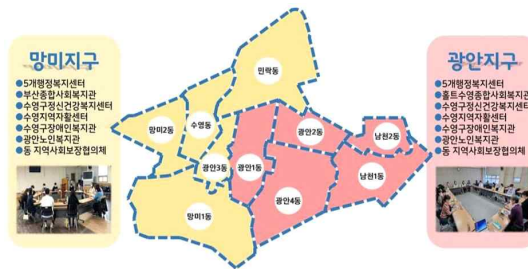 망미지구
●5개행정복지센터
●부산종합사회복지관
●수영구정신건강복지센터
●수영지역자활센터
●수영구장애인복지관
●광안노인복지관
●동 지역사회보장협의체
민락동
수영동
망미2동
광안3동
광안1동
광안2동
남천2동
남천1동
광안4동
망미1동
광안지구
●5개행정복지센터
●홀트수영종합사회복지관
●수영구정신건강복지센터
●수영지역자활센터
●수영구장애인복지관
●광안노인복지관
●동 지역사회보장협의체